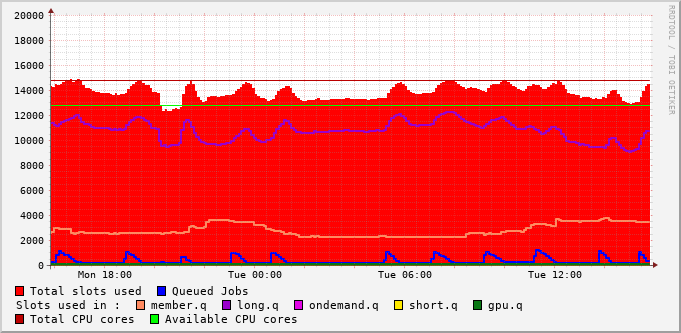 20000
18000
16000
14000
12000
10000
8000
6000
4000
2000
0
Mon 18:00 Tue 00:00 Tue 06:00 Tue 12:00
RRDTOOL / TOBI OETIKER
Total slots used Queued Jobs
Slots used in : member.q long.q ondemand.q short.q gpu.q
Total CPU cores Available CPU cores